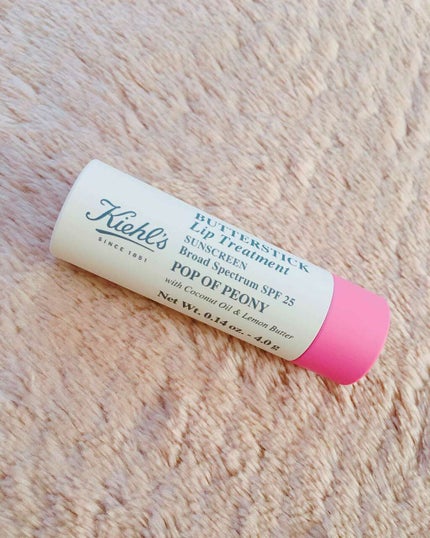 Kiehl's
SINCE 1851
BUTTERSTICK
Lip Treatment
SUNSCREEN
Broad Spectrum SPF 25
POP OF PEONY
with Coconut Oil & Lemon Butter
Net Wt. 0.14 oz. - 4.0 g